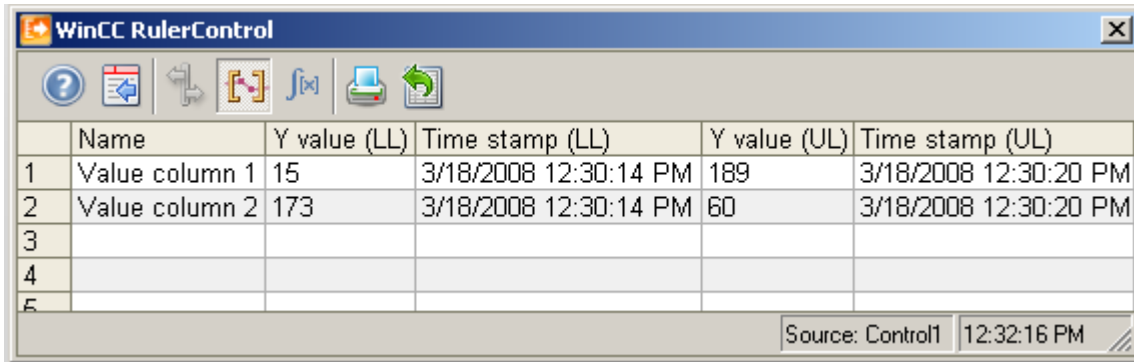 WinCC RulerControl
Name Y value (LL) Time stamp (LL) Y value (UL) Time stamp (UL)
1 Value column 1 15 3/18/2008 12:30:14 PM 189 3/18/2008 12:30:20 PM
2 Value column 2 173 3/18/2008 12:30:14 PM 60 3/18/2008 12:30:20 PM
3
4
5
Source: Control1 12:32:16 PM